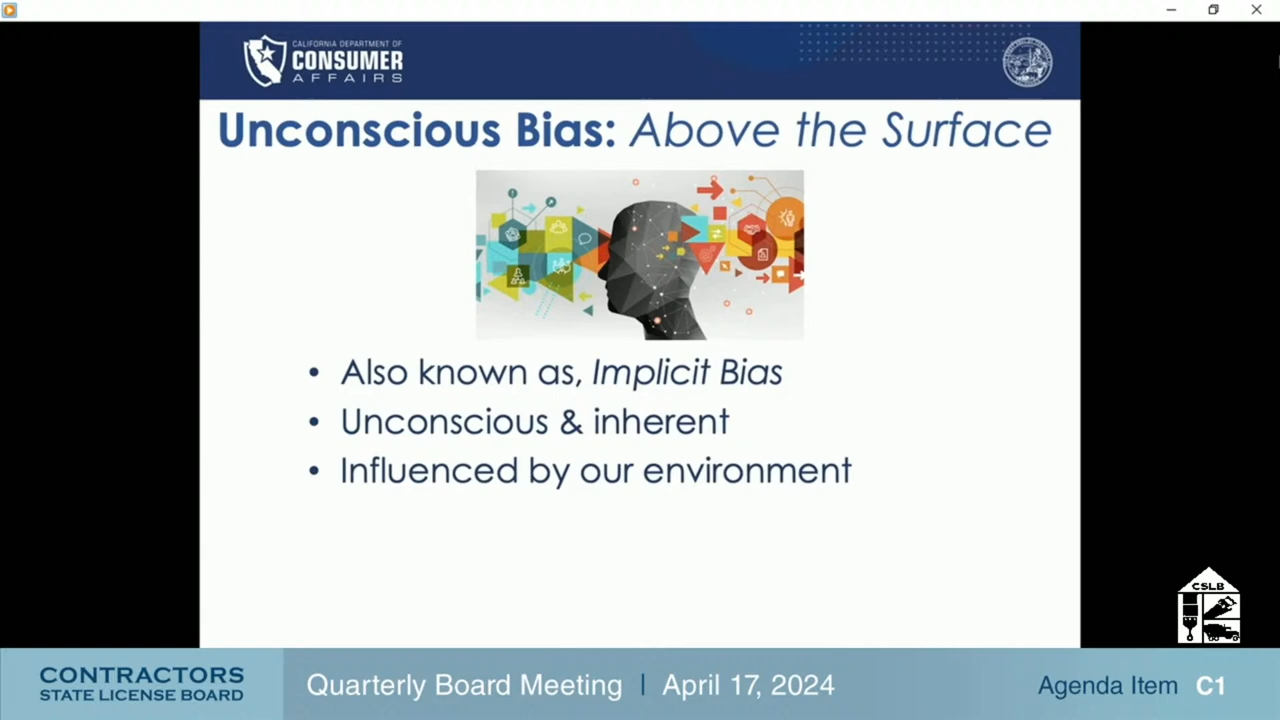 CALIFORNIA DEPARTMENT OF
CONSUMER
AFFAIRS
Unconscious Bias: Above the Surface
• Also known as, Implicit Bias
• Unconscious & inherent
• Influenced by our environment
CSLB
CONTRACTORS
STATE LICENSE BOARD
Quarterly Board Meeting | April 17, 2024
Agenda Item C1